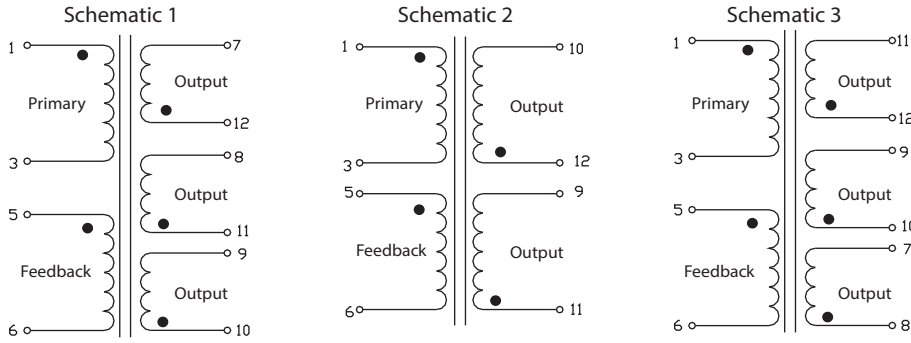 Schematic 1
1
7
Primary
Output
12
3
8
Output
5
11
9
Feedback
Output
6
10
Schematic 2
1
10
Primary
Output
3
12
5
9
Feedback
Output
6
11
Schematic 3
1
11
Primary
Output
12
3
9
Output
5
10
7
Feedback
Output
6
8